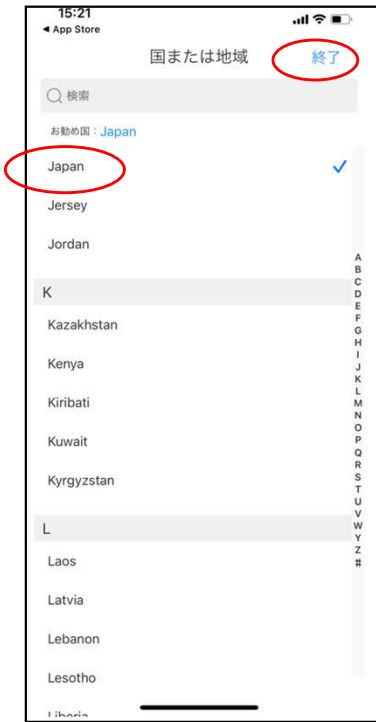 15:21
◀ App Store
国または地域 終了
検索
お勧め国：Japan
Japan
Jersey
Jordan
K
Kazakhstan
Kenya
Kiribati
Kuwait
Kyrgyzstan
L
Laos
Latvia
Lebanon
Lesotho
Liberia
A
B
C
D
E
F
G
H
I
J
K
L
M
N
O
P
Q
R
S
T
U
V
W
Y
Z
#